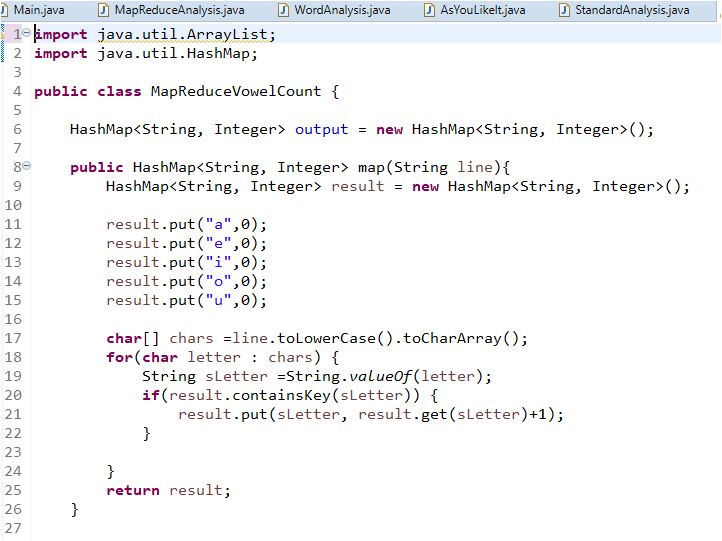 Main.java MapReduceAnalysis.java WordAnalysis.java AsYouLikeIt.java StandardAnalysis.java
1 import java.util.ArrayList;
2 import java.util.HashMap;
3
4 public class MapReduceVowelCount {
5
6     HashMap<String, Integer> output = new HashMap<String, Integer>();
7
8     public HashMap<String, Integer> map(String line){
9         HashMap<String, Integer> result = new HashMap<String, Integer>();
10
11         result.put("a",0);
12         result.put("e",0);
13         result.put("i",0);
14         result.put("o",0);
15         result.put("u",0);
16
17         char[] chars =line.toLowerCase().toCharArray();
18         for(char letter : chars) {
19             String sLetter =String.valueOf(letter);
20             if(result.containsKey(sLetter)) {
21                 result.put(sLetter, result.get(sLetter)+1);
22             }
23
24         }
25         return result;
26     }
27